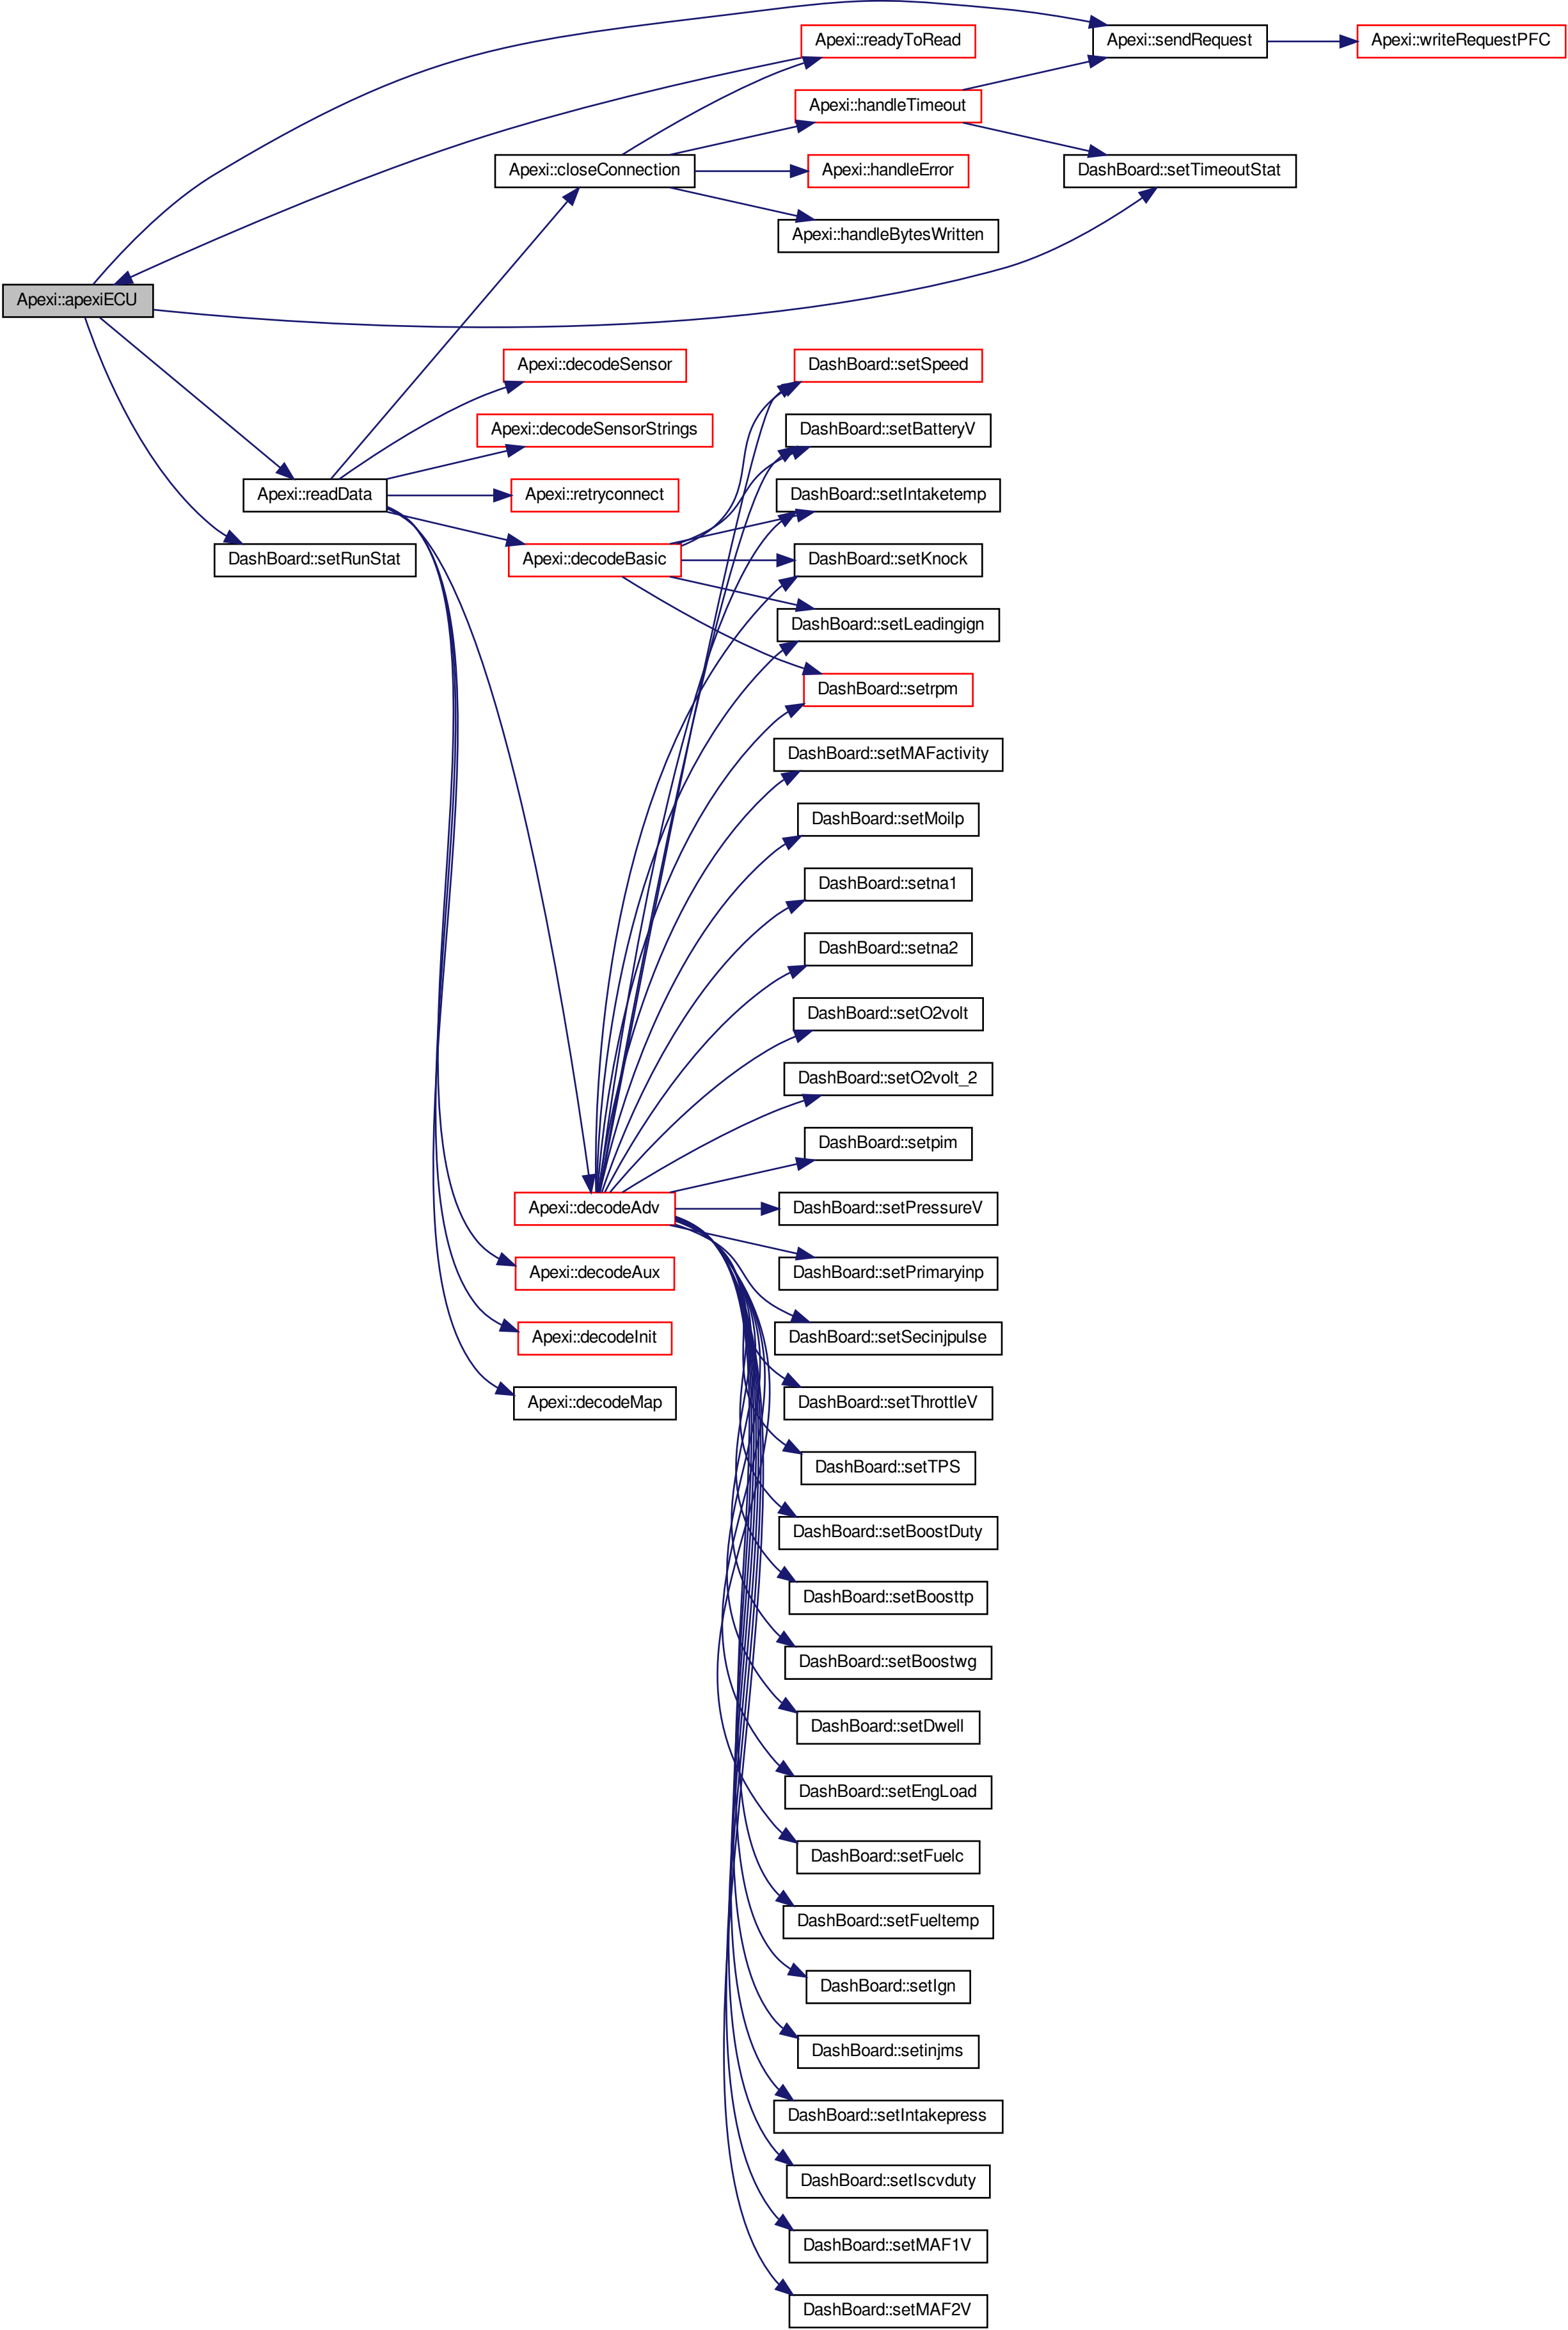 Apexi::readyToRead
Apexi::sendRequest
Apexi::writeRequestPFC
Apexi::handleTimeout
Apexi::closeConnection
Apexi::handleError
DashBoard::setTimeoutStat
Apexi::handleBytesWritten
Apexi::apexiECU
Apexi::decodeSensor
DashBoard::setSpeed
Apexi::decodeSensorStrings
DashBoard::setBatteryV
Apexi::readData
Apexi::retryconnect
DashBoard::setIntaketemp
DashBoard::setRunStat
Apexi::decodeBasic
DashBoard::setKnock
DashBoard::setLeadingign
DashBoard::setrpm
DashBoard::setMAFactivity
DashBoard::setMoilp
DashBoard::setna1
DashBoard::setna2
DashBoard::setO2volt
DashBoard::setO2volt_2
DashBoard::setpim
Apexi::decodeAdv
DashBoard::setPressureV
Apexi::decodeAux
DashBoard::setPrimaryinp
Apexi::decodeInit
DashBoard::setSecinjpulse
Apexi::decodeMap
DashBoard::setThrottleV
DashBoard::setTPS
DashBoard::setBoostDuty
DashBoard::setBoosttp
DashBoard::setBoostwg
DashBoard::setDwell
DashBoard::setEngLoad
DashBoard::setFuelc
DashBoard::setFueltemp
DashBoard::setIgn
DashBoard::setinjms
DashBoard::setIntakepress
DashBoard::setIscvduty
DashBoard::setMAF1V
DashBoard::setMAF2V